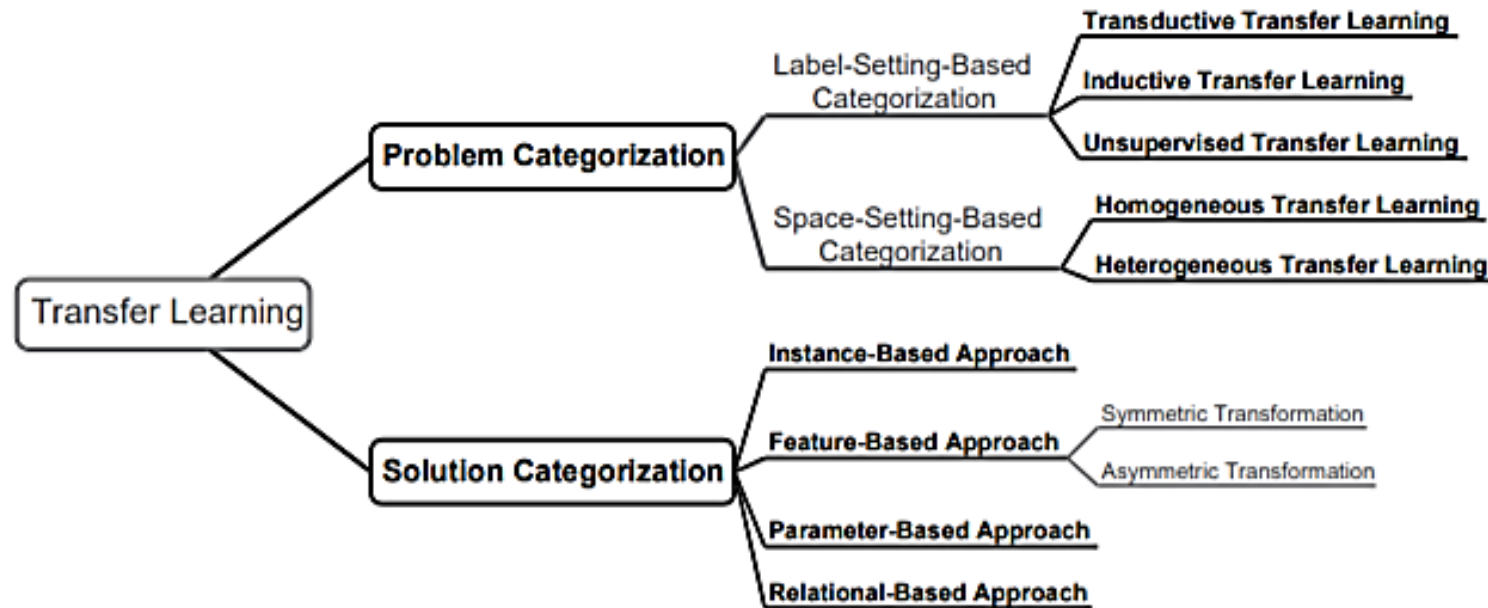 Transductive Transfer Learning
Label-Setting-Based
Categorization
Inductive Transfer Learning
Unsupervised Transfer Learning
Problem Categorization
Space-Setting-Based
Categorization
Homogeneous Transfer Learning
Heterogeneous Transfer Learning
Transfer Learning
Instance-Based Approach
Feature-Based Approach
Symmetric Transformation
Asymmetric Transformation
Solution Categorization
Parameter-Based Approach
Relational-Based Approach